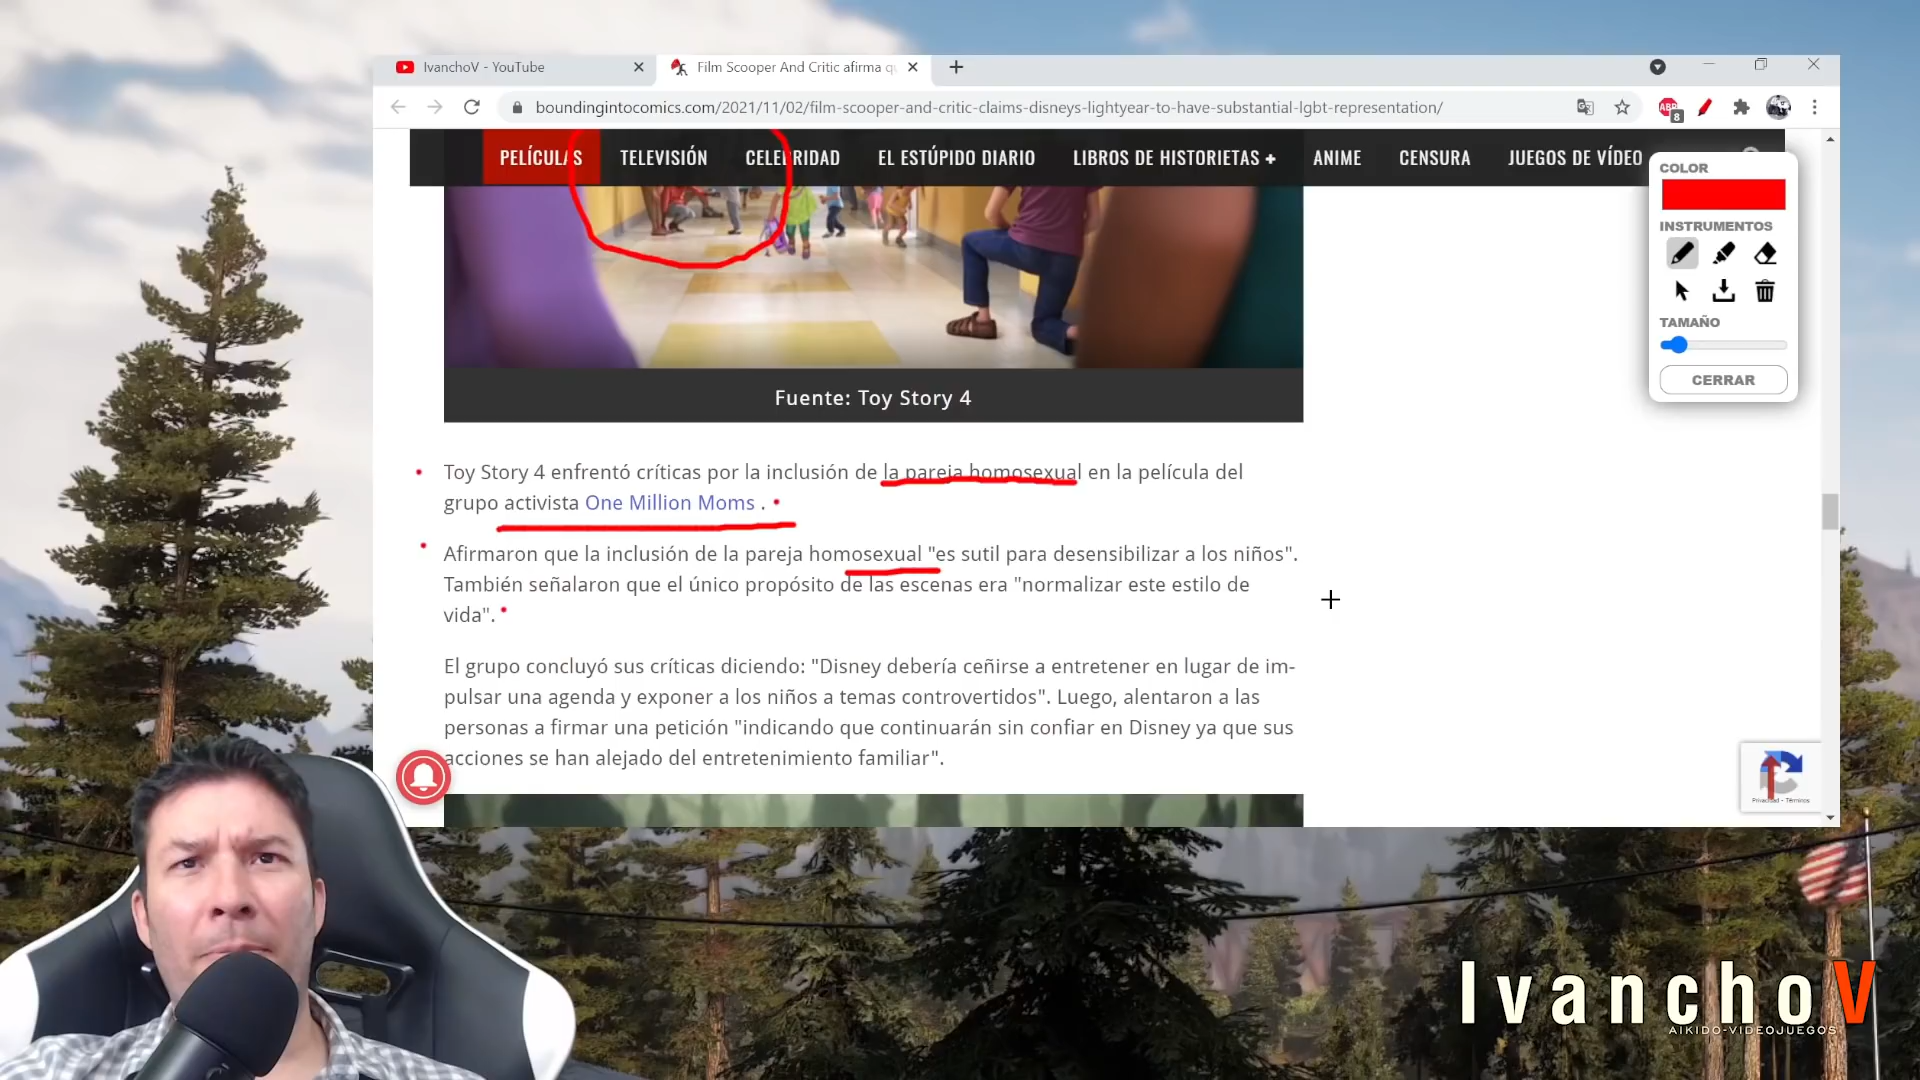 IvanchoV - YouTube
Film Scooper And Critic afirma qu
boundingintocomics.com/2021/11/02/film-scooper-and-critic-claims-disneys-lightyear-to-have-substantial-lgbt-representation/
ABP
8
PELÍCULAS TELEVISIÓN CELEBRIDAD EL ESTÚPIDO DIARIO LIBROS DE HISTORIETAS + ANIME CENSURA JUEGOS DE VÍDEO
COLOR
INSTRUMENTOS
TAMAÑO
CERRAR
Fuente: Toy Story 4
Toy Story 4 enfrentó críticas por la inclusión de la pareja homosexual en la película del
grupo activista One Million Moms .
Afirmaron que la inclusión de la pareja homosexual "es sutil para desensibilizar a los niños".
También señalaron que el único propósito de las escenas era "normalizar este estilo de
vida".
El grupo concluyó sus críticas diciendo: "Disney debería ceñirse a entretener en lugar de im-
pulsar una agenda y exponer a los niños a temas controvertidos". Luego, alentaron a las
personas a firmar una petición "indicando que continuarán sin confiar en Disney ya que sus
acciones se han alejado del entretenimiento familiar".
Privacidad - Términos
IvanchoV
AIKIDO-VIDEOJUEGOS